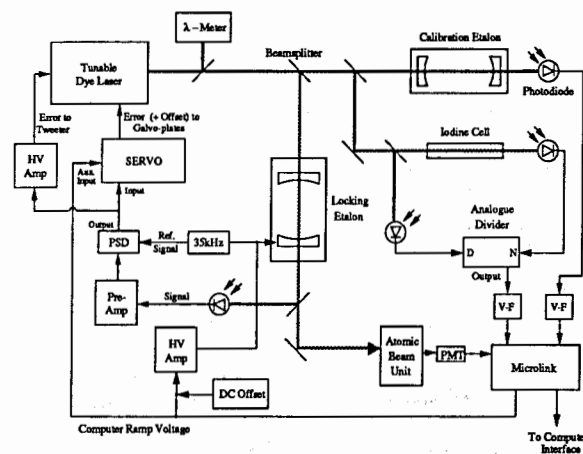 λ-Meter
Tunable
Dye Laser
Beamsplitter
Calibration Etalon
Photodiode
Error to
Tweeter
Error (+ Offset) to
Galvo-plates
Iodine Cell
HV
Amp
Aux.
Input
SERVO
Input
Locking
Etalon
Analogue
Divider
Output
PSD
Ref.
Signal
35kHz
D
N
Output
Pre-
Amp
Signal
V-F
V-F
HV
Amp
Atomic
Beam
Unit
PMT
Microlink
DC Offset
Computer Ramp Voltage
To Compute
Interface